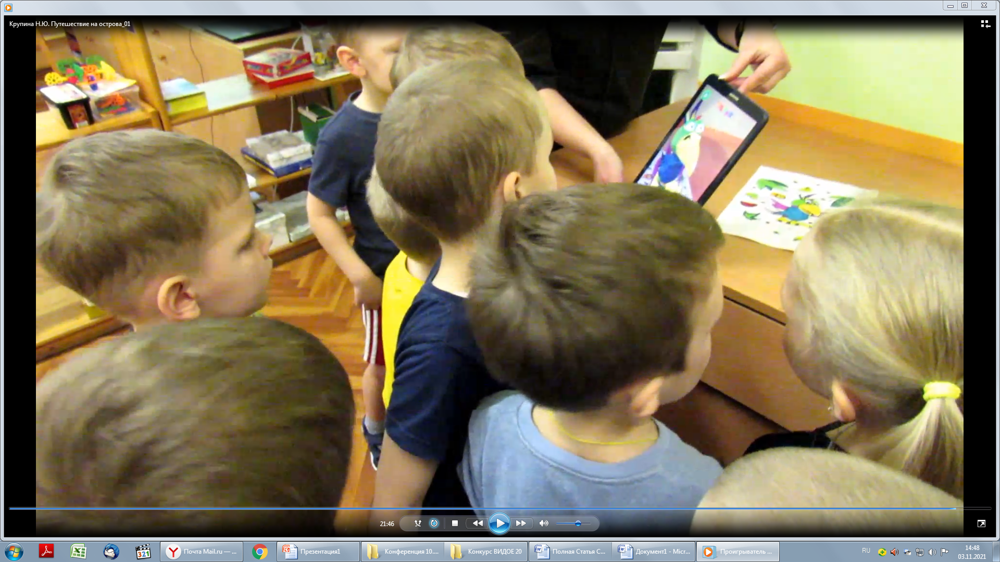 Крупина Н.Ю. Путешествие на острова_01
21:46
Почта Mail.ru — ...
Презентация1
Конференция 10....
Конкурс ВИДОЕ 20
Полная Статья С...
Документ1 - Micr...
Проигрыватель ...
RU
14:48
03.11.2021
321